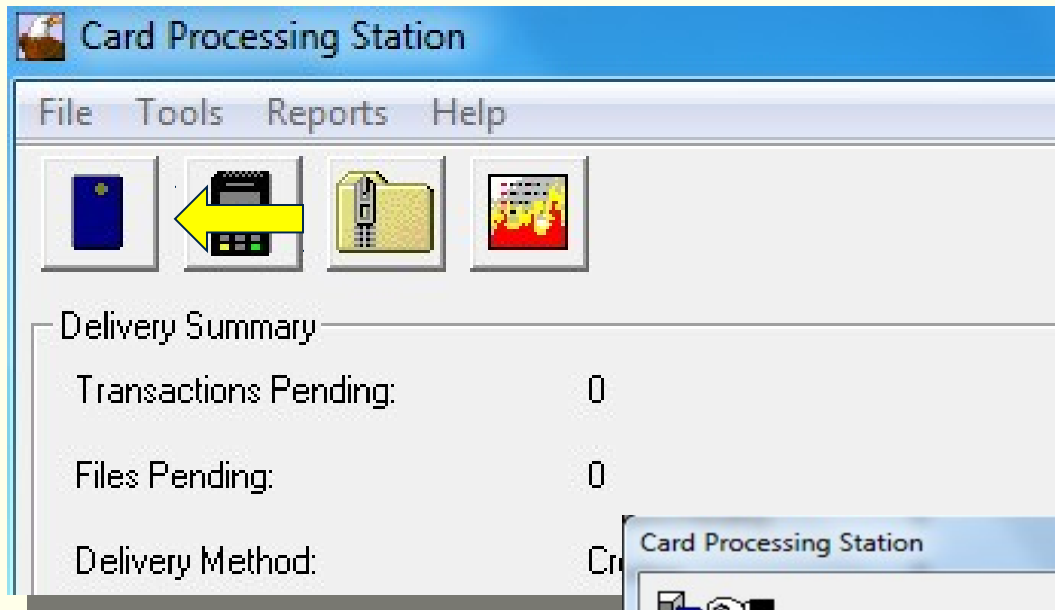 Card Processing Station
File Tools Reports Help
Delivery Summary
Transactions Pending: 0
Files Pending: 0
Delivery Method:
Card Processing Station